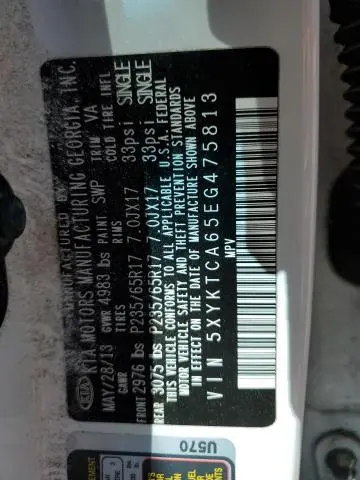 MANUFACTURED BY
KIA MOTORS MANUFACTURING GEORGIA, INC.
MAY/28/13 GVWR 4983 LBS PAINT SWP TRIM VA
GAWR TIRES RIMS COLD TIRE INFL
FRONT 2976 LBS P235/65R17 7.0JX17 33psi SINGLE
REAR 3075 LBS P235/65R17 7.0JX17 33psi SINGLE
THIS VEHICLE CONFORMS TO ALL APPLICABLE U.S.A. FEDERAL
MOTOR VEHICLE SAFETY AND THEFT PREVENTION STANDARDS
IN EFFECT ON THE DATE OF MANUFACTURE SHOWN ABOVE
VIN 5XYKTCA65EG475813
MPV
U570